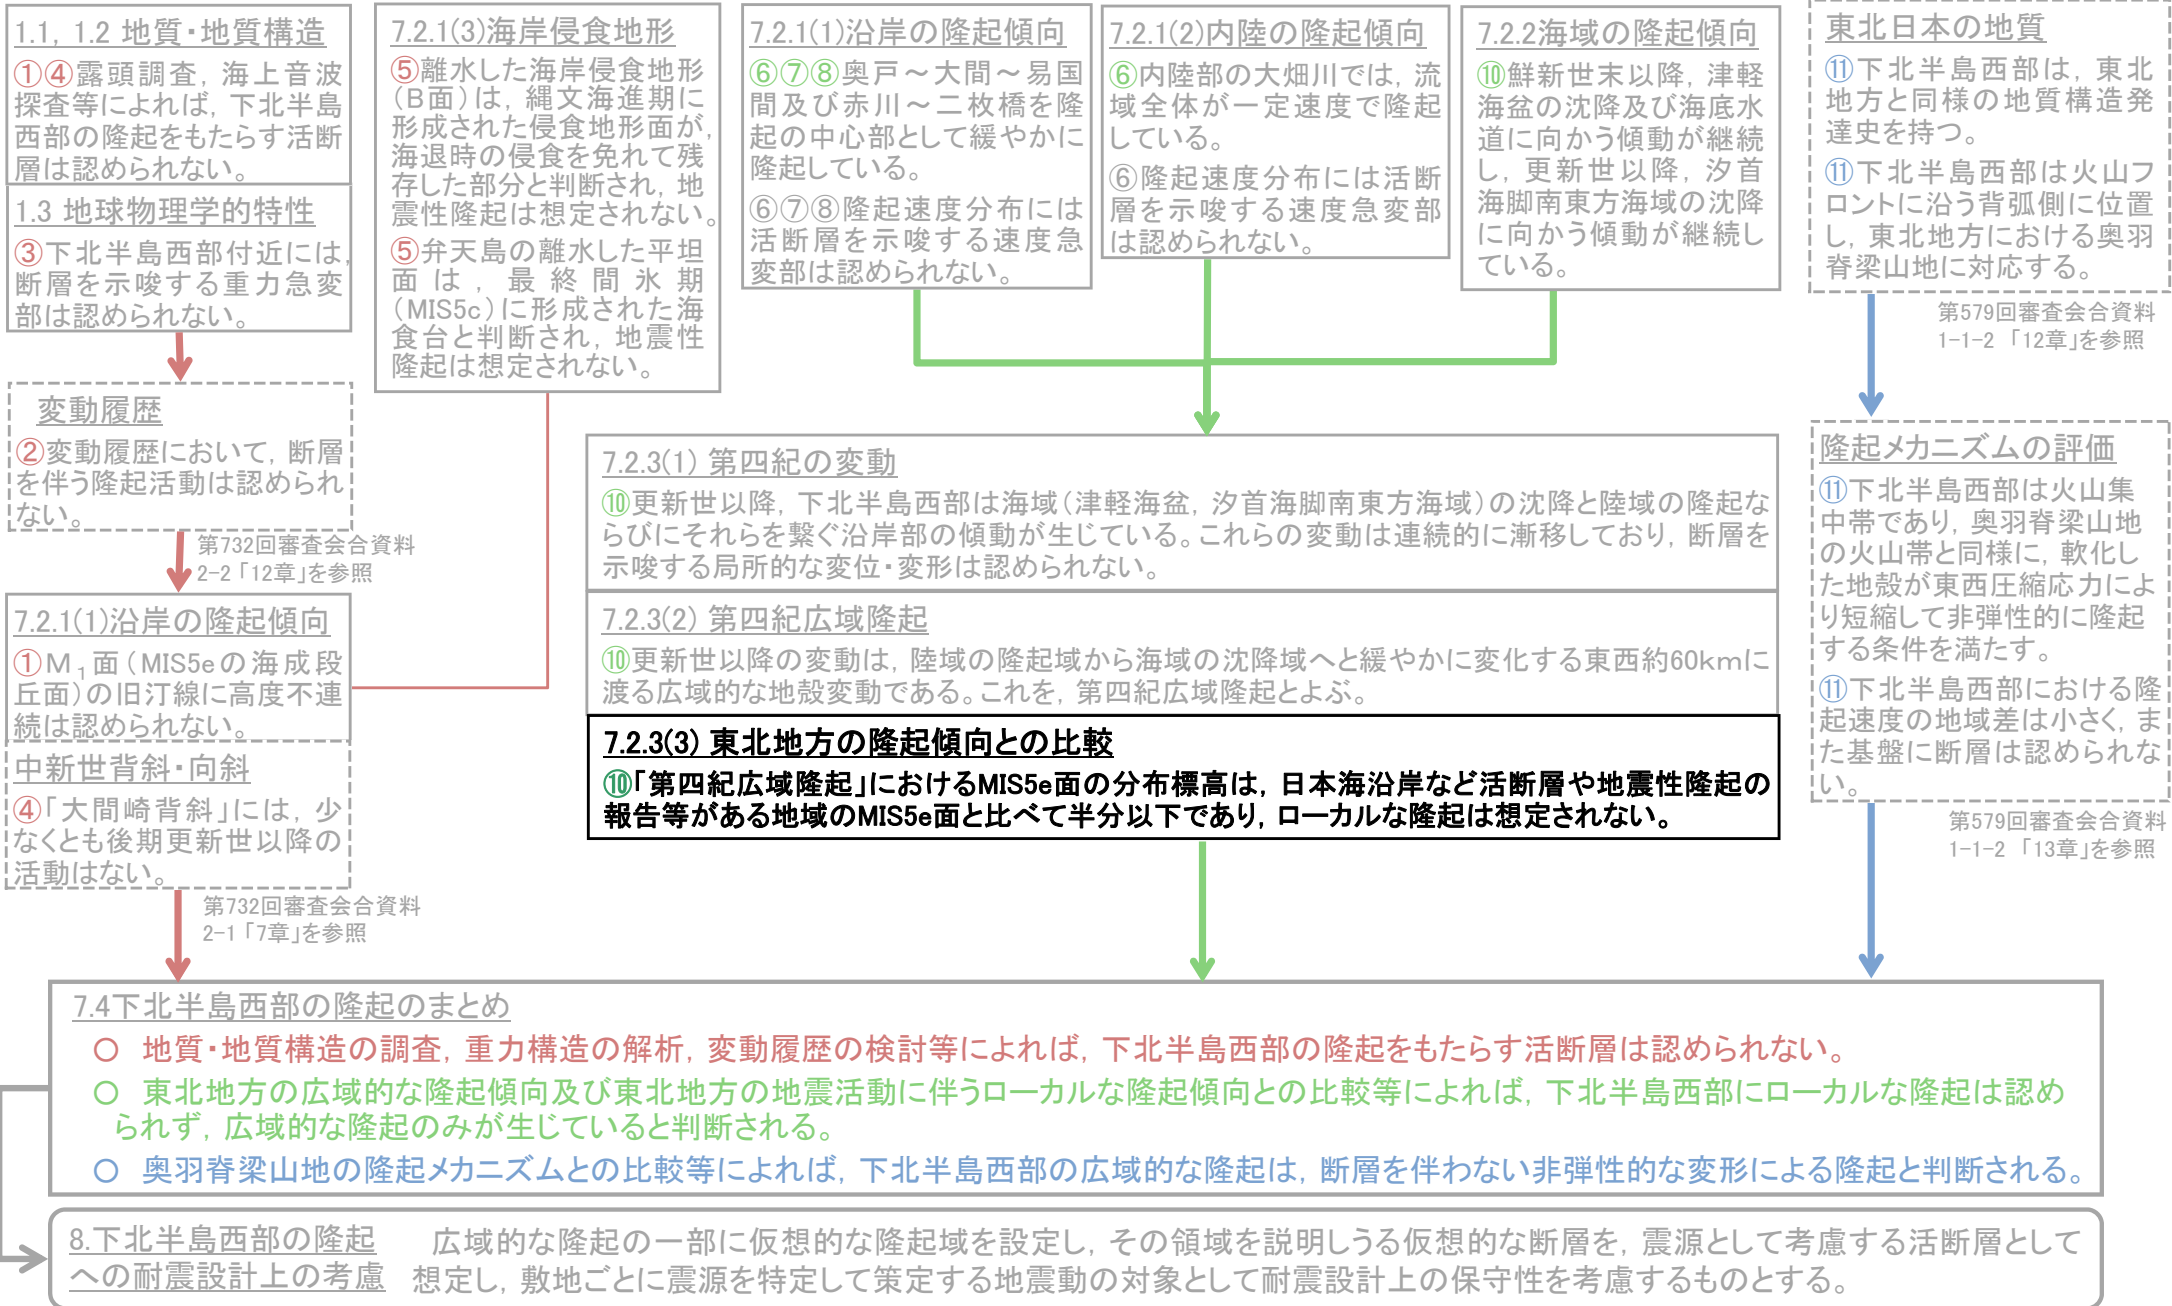 1.1, 1.2 地質・地質構造
①④露頭調査, 海上音波
探査等によれば, 下北半島
西部の隆起をもたらす活断
層は認められない。
1.3 地球物理学的特性
③下北半島西部付近には,
断層を示唆する重力急変
部は認められない。
変動履歴
②変動履歴において, 断層
を伴う隆起活動は認められ
ない。
第732回審査会合資料
2-2 「12章」を参照
7.2.1(1)沿岸の隆起傾向
①M₁面(MIS5eの海成段
丘面)の旧汀線に高度不連
続は認められない。
中新世背斜・向斜
④「大間崎背斜」には, 少
なくとも後期更新世以降の
活動はない。
第732回審査会合資料
2-1 「7章」を参照
7.2.1(3)海岸侵食地形
⑤離水した海岸侵食地形
(B面)は, 縄文海進期に
形成された侵食地形面が,
海退時の侵食を免れて残
存した部分と判断され, 地
震性隆起は想定されない。
⑤弁天島の離水した平坦
面は, 最終間氷期
(MIS5c)に形成された海
食台と判断され, 地震性
隆起は想定されない。
7.2.1(1)沿岸の隆起傾向
⑥⑦⑧奥戸~大間~易国
間及び赤川~二枚橋を隆
起の中心部として緩やかに
隆起している。
⑥⑦⑧隆起速度分布には
活断層を示唆する速度急
変部は認められない。
7.2.1(2)内陸の隆起傾向
⑥内陸部の大畑川では, 流
域全体が一定速度で隆起
している。
⑥隆起速度分布には活断
層を示唆する速度急変部
は認められない。
7.2.2海域の隆起傾向
⑩鮮新世末以降, 津軽
海盆の沈降及び海底水
道に向かう傾動が継続
し, 更新世以降, 汐首
海脚南東方海域の沈降
に向かう傾動が継続し
ている。
7.2.3(1) 第四紀の変動
⑩更新世以降, 下北半島西部は海域(津軽海盆, 汐首海脚南東方海域)の沈降と陸域の隆起な
らびにそれらを繋ぐ沿岸部の傾動が生じている。これらの変動は連続的に漸移しており, 断層を
示唆する局所的な変位・変形は認められない。
7.2.3(2) 第四紀広域隆起
⑩更新世以降の変動は, 陸域の隆起域から海域の沈降域へと緩やかに変化する東西約60kmに
渡る広域的な地殻変動である。これを, 第四紀広域隆起とよぶ。
7.2.3(3) 東北地方の隆起傾向との比較
⑩「第四紀広域隆起」におけるMIS5e面の分布標高は, 日本海沿岸など活断層や地震性隆起の
報告等がある地域のMIS5e面と比べて半分以下であり, ローカルな隆起は想定されない。
東北日本の地質
⑪下北半島西部は, 東北
地方と同様の地質構造発
達史を持つ。
⑪下北半島西部は火山フ
ロントに沿う背弧側に位置
し, 東北地方における奥羽
脊梁山地に対応する。
第579回審査会合資料
1-1-2 「12章」を参照
隆起メカニズムの評価
⑪下北半島西部は火山集
中帯であり, 奥羽脊梁山地
の火山帯と同様に, 軟化し
た地殻が東西圧縮応力によ
り短縮して非弾性的に隆起
する条件を満たす。
⑪下北半島西部における隆
起速度の地域差は小さく, ま
た基盤に断層は認められな
い。
第579回審査会合資料
1-1-2 「13章」を参照
7.4下北半島西部の隆起のまとめ
○ 地質・地質構造の調査, 重力構造の解析, 変動履歴の検討等によれば, 下北半島西部の隆起をもたらす活断層は認められない。
○ 東北地方の広域的な隆起傾向及び東北地方の地震活動に伴うローカルな隆起傾向との比較等によれば, 下北半島西部にローカルな隆起は認め
られず, 広域的な隆起のみが生じていると判断される。
○ 奥羽脊梁山地の隆起メカニズムとの比較等によれば, 下北半島西部の広域的な隆起は, 断層を伴わない非弾性的な変形による隆起と判断される。
8.下北半島西部の隆起
への耐震設計上の考慮
広域的な隆起の一部に仮想的な隆起域を設定し, その領域を説明しうる仮想的な断層を, 震源として考慮する活断層として
想定し, 敷地ごとに震源を特定して策定する地震動の対象として耐震設計上の保守性を考慮するものとする。